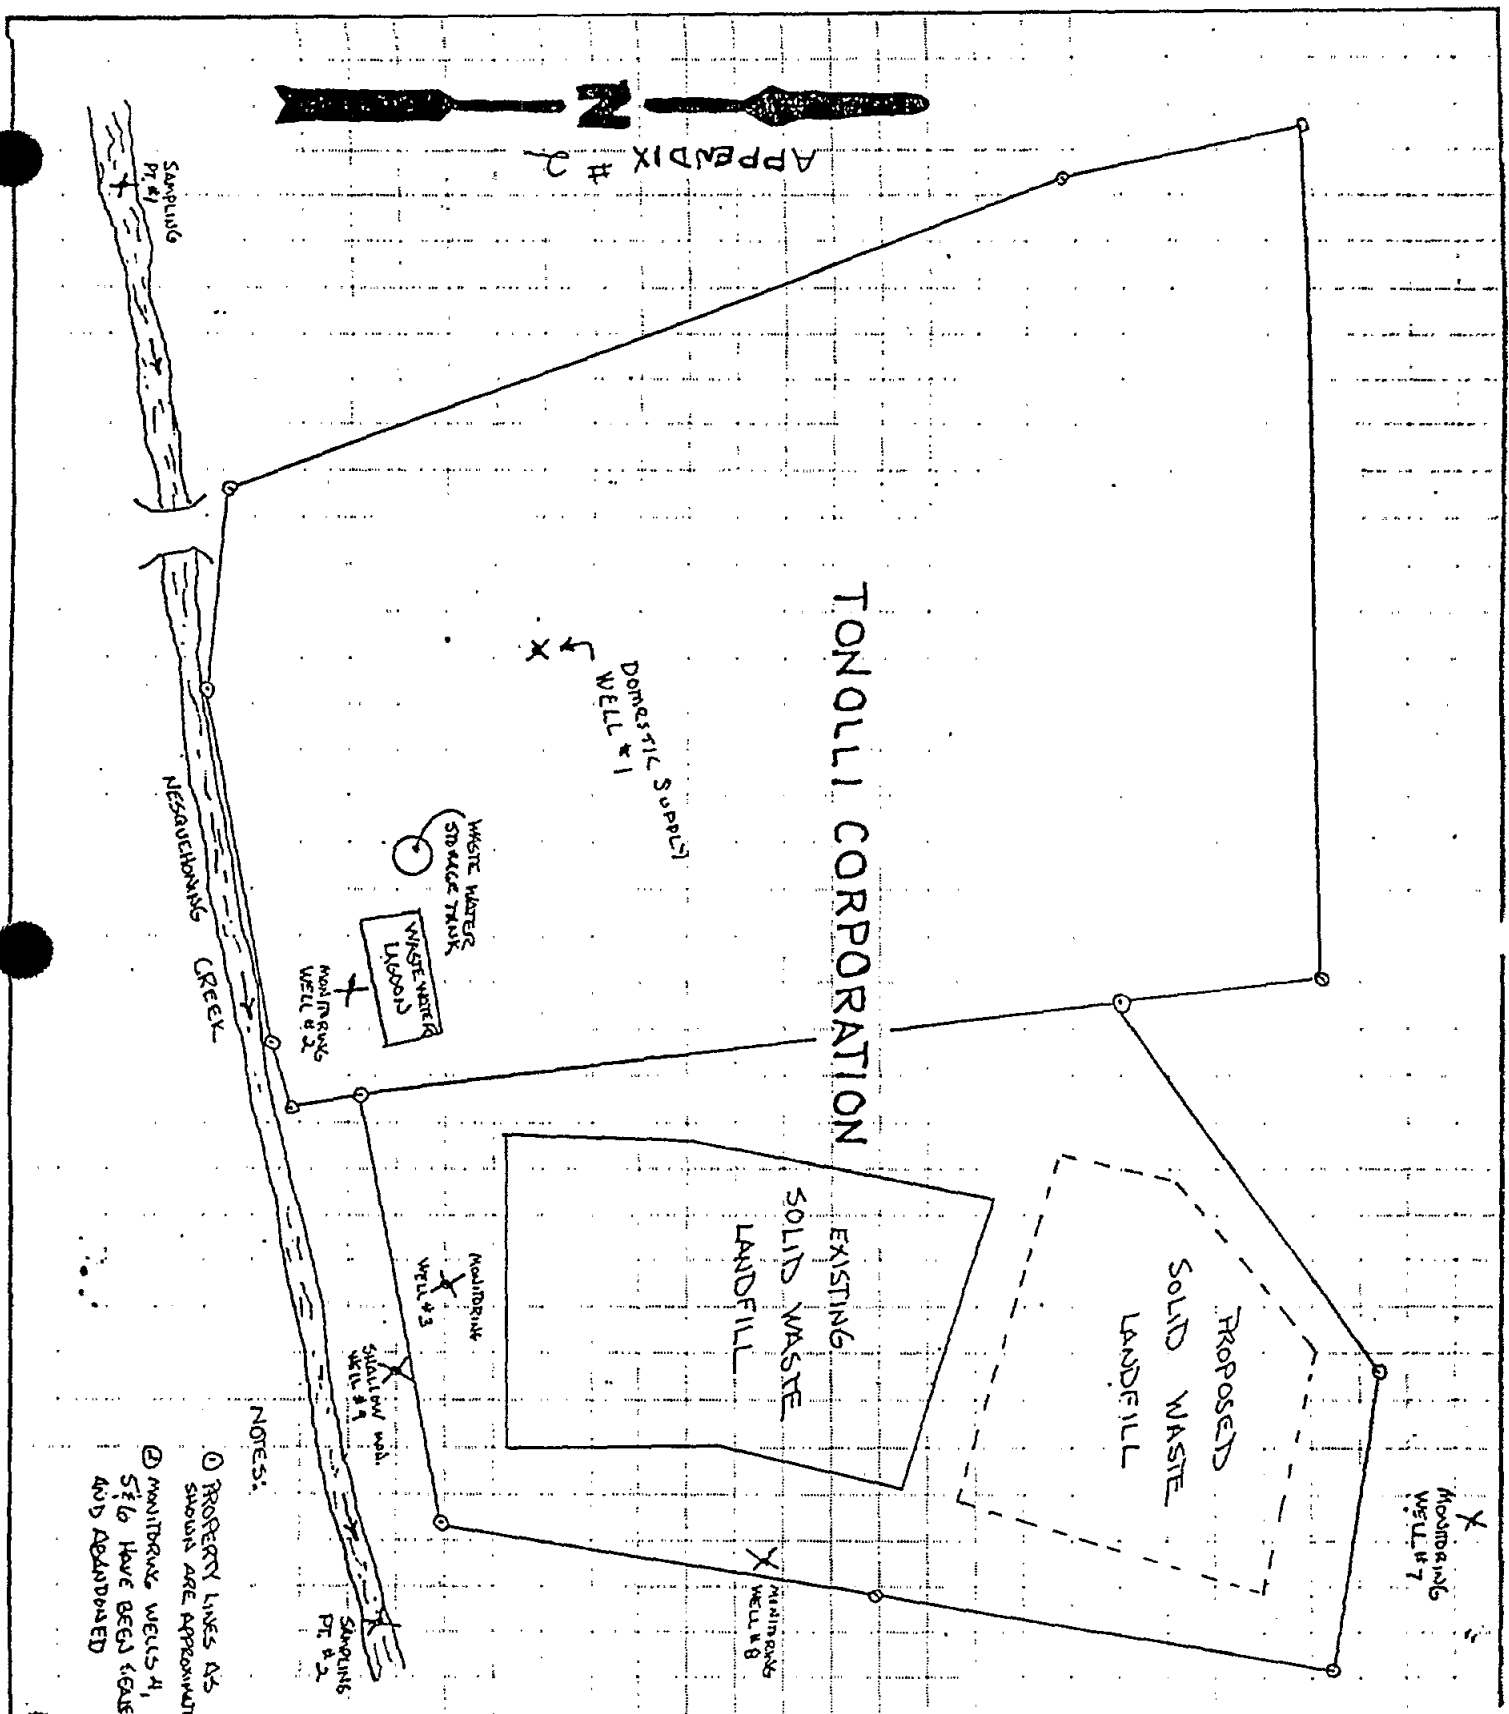 N
APPENDIX # 2
SAMPLING
PT. #1
TONOLLI CORPORATION
DOMESTIC SUPPLY
WELL #1
WASTE WATER
STORAGE TANK
WASTE WATER
LAGOON
MONITORING
WELL #2
NESQUEHONING CREEK
EXISTING
SOLID WASTE
LANDFILL
PROPOSED
SOLID WASTE
LANDFILL
MONITORING
WELL #3
SHALLOW MON.
WELL #9
MONITORING
WELL #7
MONITORING
WELL #8
SAMPLING
PT. #2
NOTES:
① PROPERTY LINES AS
SHOWN ARE
② MONITORING WELLS 4,
5 & 6 HAVE BEEN
AND ABANDONED